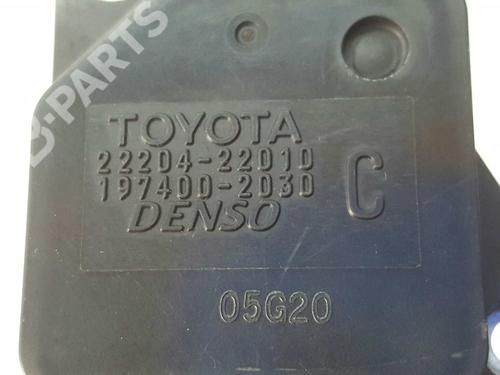 B-PARTS
TOYOTA
22204-22010
197400-2030
DENSO
C
05G20